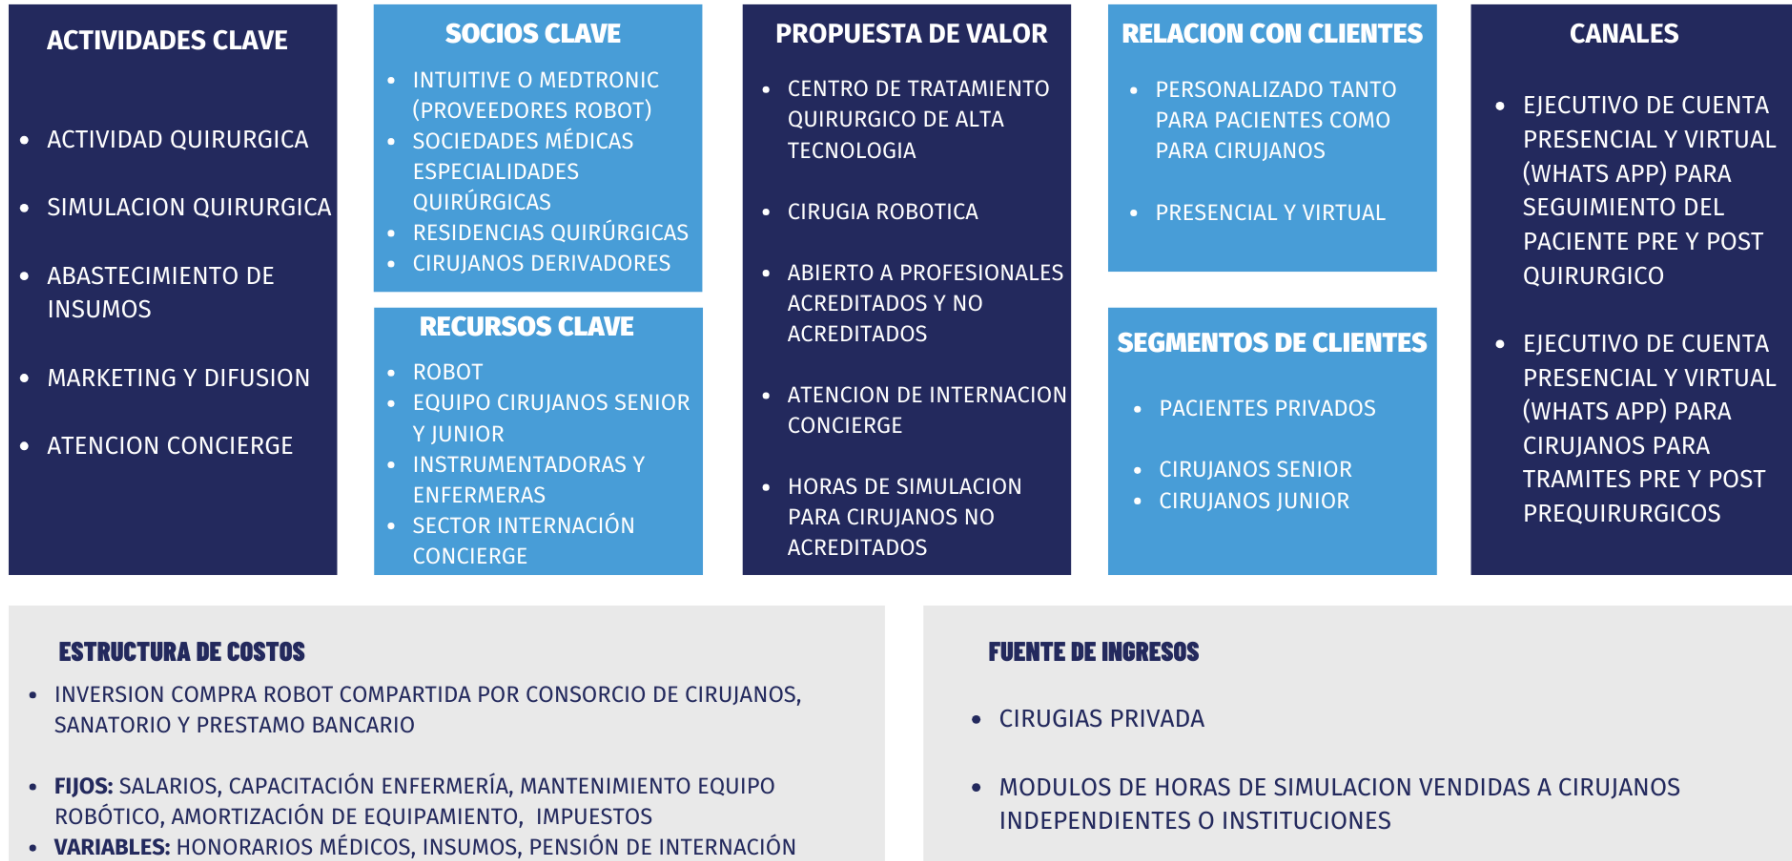 ACTIVIDADES CLAVE
• ACTIVIDAD QUIRURGICA
• SIMULACION QUIRURGICA
• ABASTECIMIENTO DE
INSUMOS
• MARKETING Y DIFUSION
• ATENCION CONCIERGE
SOCIOS CLAVE
• INTUITIVE O MEDTRONIC
(PROVEEDORES ROBOT)
• SOCIEDADES MÉDICAS
ESPECIALIDADES
QUIRÚRGICAS
• RESIDENCIAS QUIRÚRGICAS
• CIRUJANOS DERIVADORES
RECURSOS CLAVE
• ROBOT
• EQUIPO CIRUJANOS SENIOR
Y JUNIOR
• INSTRUMENTADORAS Y
ENFERMERAS
• SECTOR INTERNACIÓN
CONCIERGE
PROPUESTA DE VALOR
• CENTRO DE TRATAMIENTO
QUIRURGICO DE ALTA
TECNOLOGIA
• CIRUGIA ROBOTICA
• ABIERTO A PROFESIONALES
ACREDITADOS Y NO
ACREDITADOS
• ATENCION DE INTERNACION
CONCIERGE
• HORAS DE SIMULACION
PARA CIRUJANOS NO
ACREDITADOS
RELACION CON CLIENTES
• PERSONALIZADO TANTO
PARA PACIENTES COMO
PARA CIRUJANOS
• PRESENCIAL Y VIRTUAL
SEGMENTOS DE CLIENTES
• PACIENTES PRIVADOS
• CIRUJANOS SENIOR
• CIRUJANOS JUNIOR
CANALES
• EJECUTIVO DE CUENTA
PRESENCIAL Y VIRTUAL
(WHATS APP) PARA
SEGUIMIENTO DEL
PACIENTE PRE Y POST
QUIRURGICO
• EJECUTIVO DE CUENTA
PRESENCIAL Y VIRTUAL
(WHATS APP) PARA
CIRUJANOS PARA
TRAMITES PRE Y POST
PREQUIRURGICOS
ESTRUCTURA DE COSTOS
• INVERSION COMPRA ROBOT COMPARTIDA POR CONSORCIO DE CIRUJANOS,
SANATORIO Y PRESTAMO BANCARIO
• FIJOS: SALARIOS, CAPACITACIÓN ENFERMERÍA, MANTENIMIENTO EQUIPO
ROBÓTICO, AMORTIZACIÓN DE EQUIPAMIENTO, IMPUESTOS
• VARIABLES: HONORARIOS MÉDICOS, INSUMOS, PENSIÓN DE INTERNACIÓN
FUENTE DE INGRESOS
• CIRUGIAS PRIVADA
• MODULOS DE HORAS DE SIMULACION VENDIDAS A CIRUJANOS
INDEPENDIENTES O INSTITUCIONES